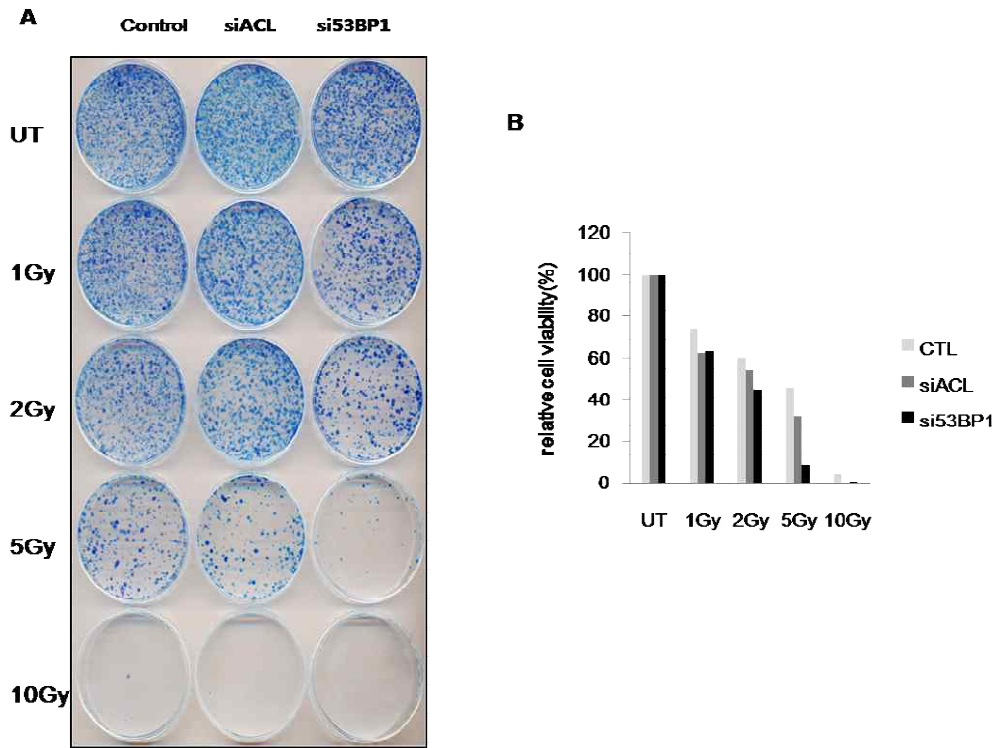 A
Control siACL si53BP1
UT
1Gy
2Gy
5Gy
10Gy
B
relative cell viability(%)
120
100
80
60
40
20
0
UT 1Gy 2Gy 5Gy 10Gy
CTL
siACL
si53BP1